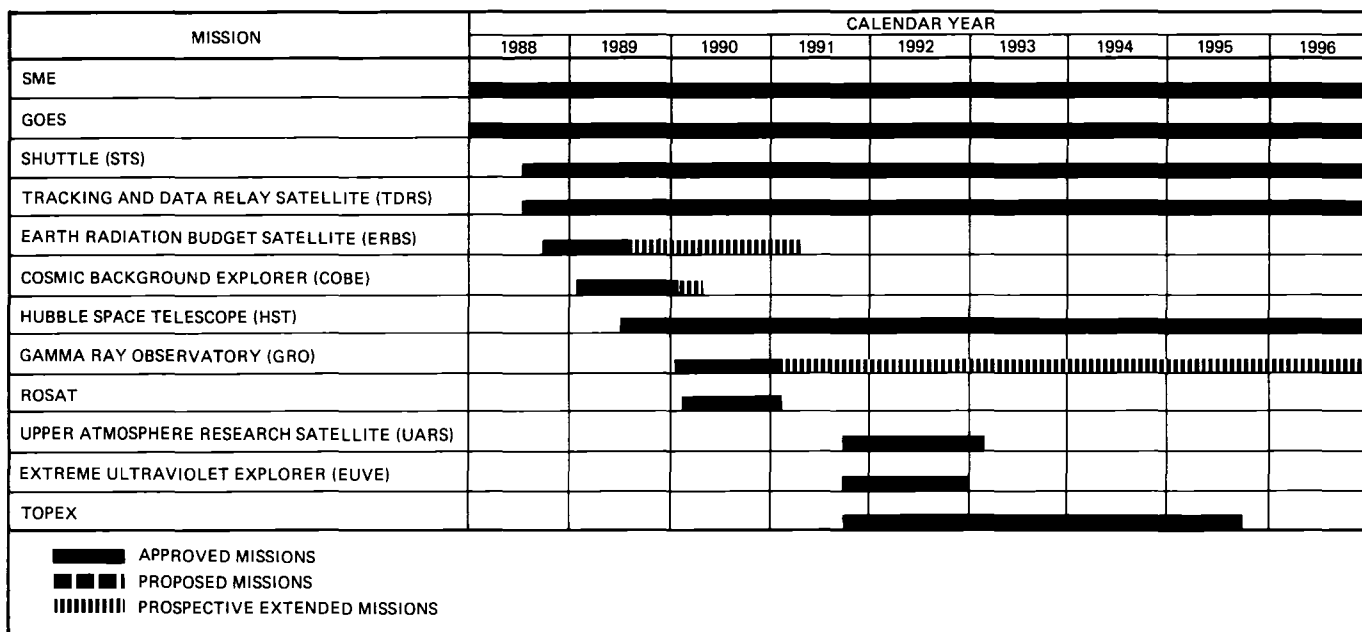 MISSION
CALENDAR YEAR
1988 1989 1990 1991 1992 1993 1994 1995 1996
SME
GOES
SHUTTLE (STS)
TRACKING AND DATA RELAY SATELLITE (TDRS)
EARTH RADIATION BUDGET SATELLITE (ERBS)
COSMIC BACKGROUND EXPLORER (COBE)
HUBBLE SPACE TELESCOPE (HST)
GAMMA RAY OBSERVATORY (GRO)
ROSAT
UPPER ATMOSPHERE RESEARCH SATELLITE (UARS)
EXTREME ULTRAVIOLET EXPLORER (EUVE)
TOPEX
APPROVED MISSIONS
PROPOSED MISSIONS
PROSPECTIVE EXTENDED MISSIONS